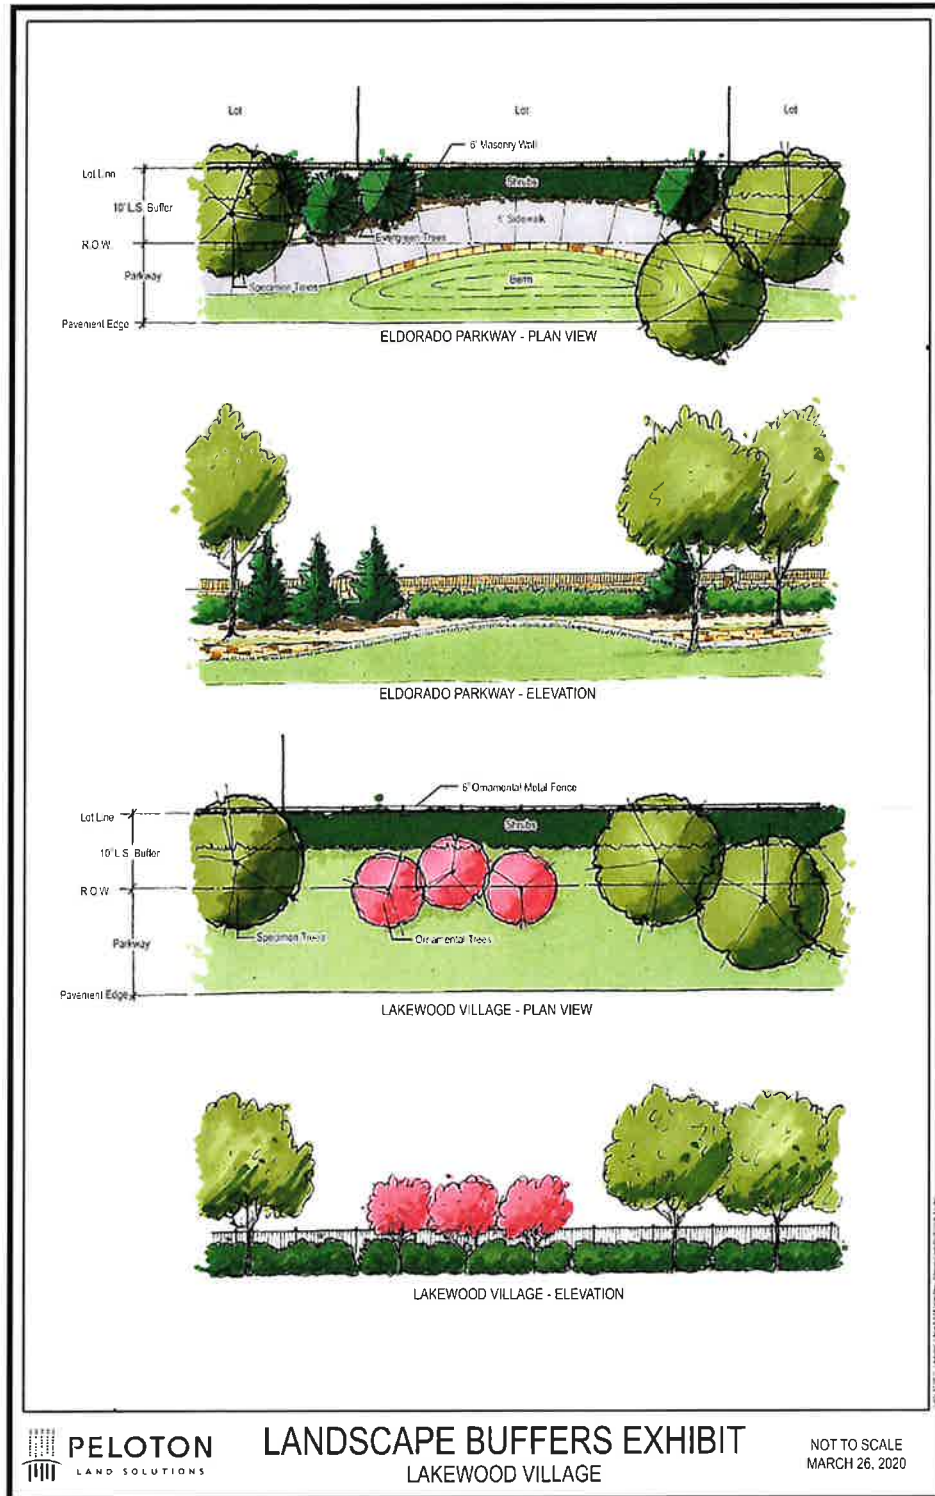 Lot
Lot
Lot
6' Masonry Wall
Lot Line
Shrubs
10' L.S. Buffer
Sidewalk
R.O.W.
Evergreen Trees
Parkway
Specimen Trees
Berm
Pavement Edge
ELDORADO PARKWAY - PLAN VIEW
ELDORADO PARKWAY - ELEVATION
6' Ornamental Metal Fence
Lot Line
Shrubs
10' L.S. Buffer
R.O.W.
Specimen Trees
Ornamental Trees
Parkway
Pavement Edge
LAKEWOOD VILLAGE - PLAN VIEW
LAKEWOOD VILLAGE - ELEVATION
PELOTON
LAND SOLUTIONS
LANDSCAPE BUFFERS EXHIBIT
LAKEWOOD VILLAGE
NOT TO SCALE
MARCH 26, 2020